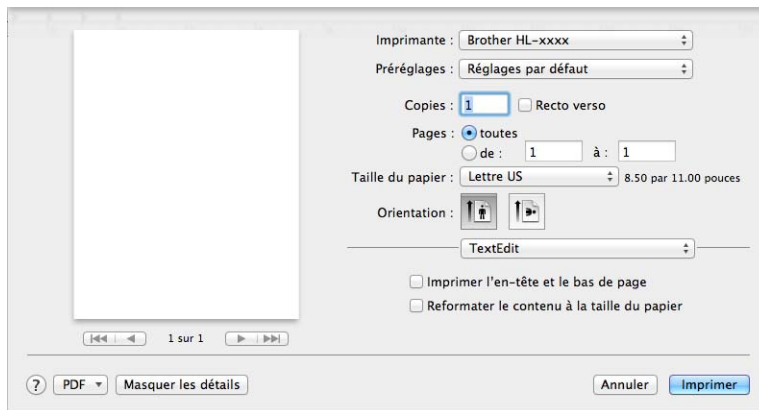 Imprimante : Brother HL-xxxx
Préréglages : Réglages par défaut
Copies : 1 Recto verso
Pages : toutes
de : 1 à : 1
Taille du papier : Lettre US 8.50 par 11.00 pouces
Orientation :
TextEdit
Imprimer l'en-tête et le bas de page
Reformater le contenu à la taille du papier
1 sur 1
? PDF Masquer les détails Annuler Imprimer